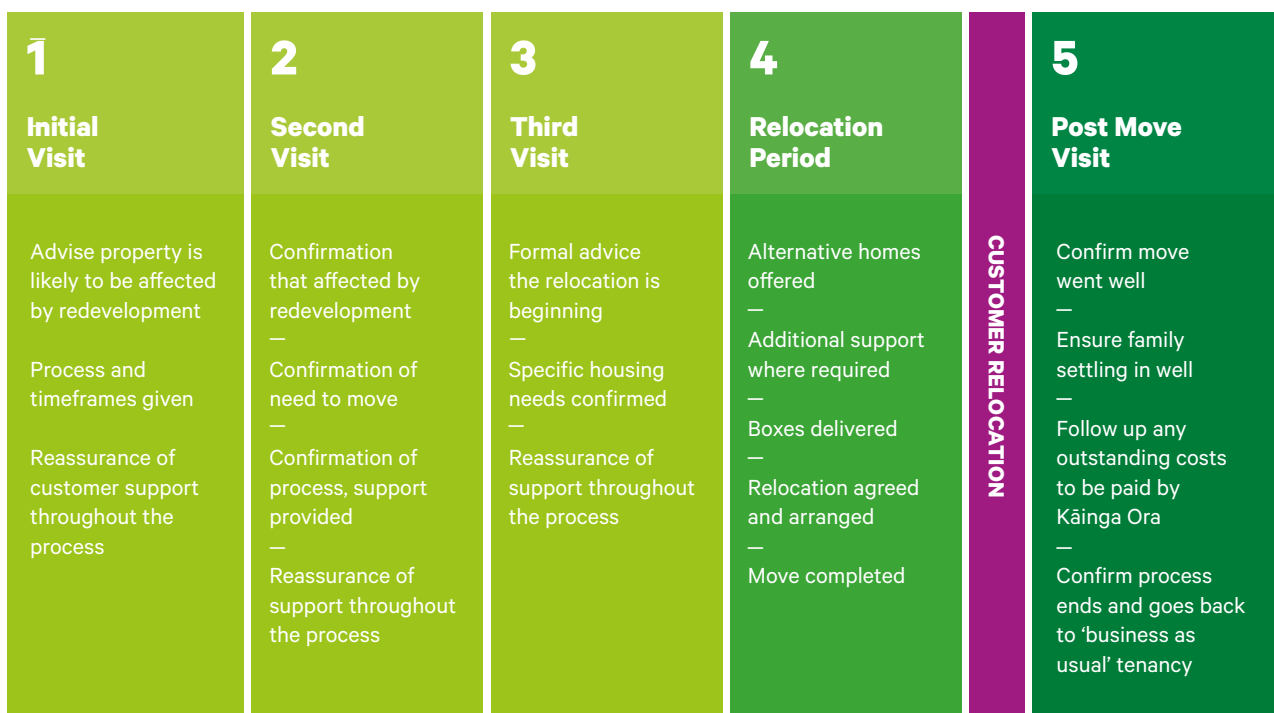 1
Initial
Visit
Advise property is
likely to be affected
by redevelopment
Process and
timeframes given
Reassurance of
customer support
throughout the
process
2
Second
Visit
Confirmation
that affected by
redevelopment
—
Confirmation of
need to move
—
Confirmation of
process, support
provided
—
Reassurance of
support throughout
the process
3
Third
Visit
Formal advice
the relocation is
beginning
—
Specific housing
needs confirmed
—
Reassurance of
support throughout
the process
4
Relocation
Period
Alternative homes
offered
—
Additional support
where required
—
Boxes delivered
—
Relocation agreed
and arranged
—
Move completed
CUSTOMER RELOCATION
5
Post Move
Visit
Confirm move
went well
—
Ensure family
settling in well
—
Follow up any
outstanding costs
to be paid by
Kāinga Ora
—
Confirm process
ends and goes back
to ‘business as
usual’ tenancy